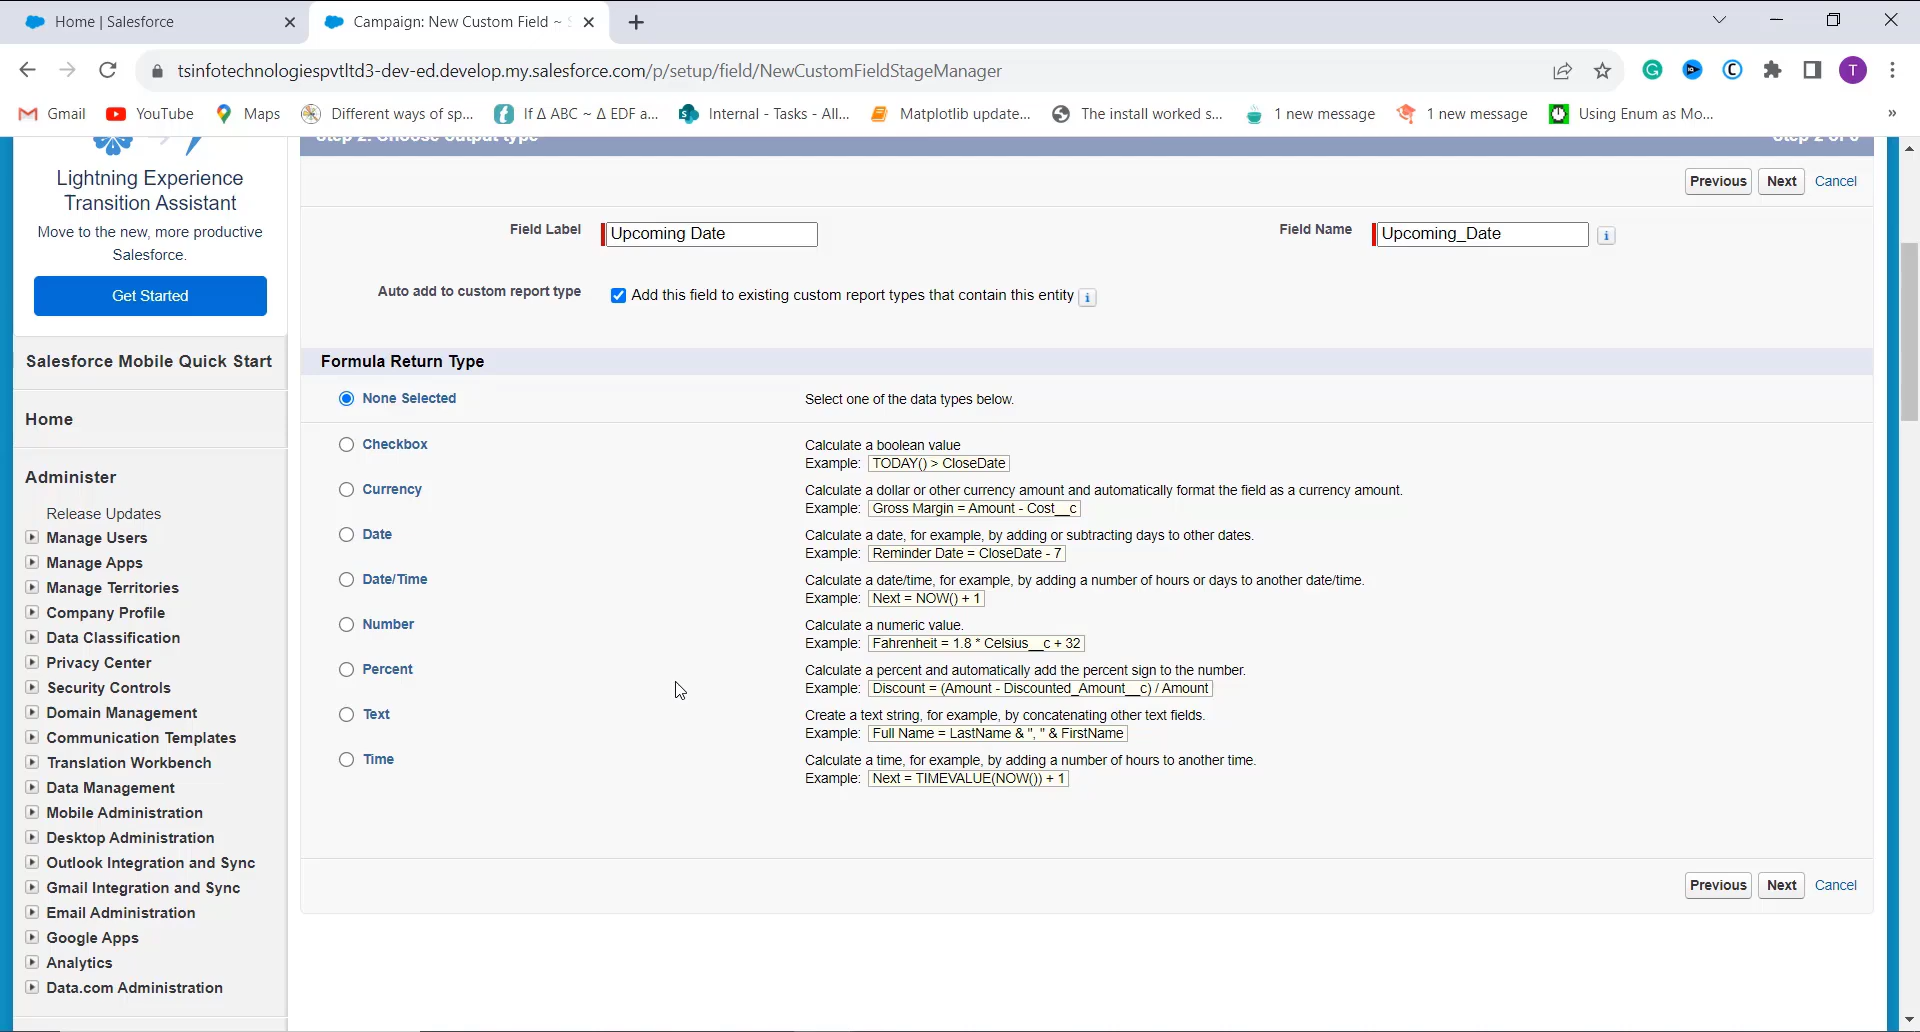 Home | Salesforce
Campaign: New Custom Field ~ S
tsinfotechnologiespvtltd3-dev-ed.develop.my.salesforce.com/p/setup/field/NewCustomFieldStageManager
T
Gmail
YouTube
Maps
Different ways of sp...
If Δ ABC ~ Δ EDF a...
Internal - Tasks - All...
Matplotlib update...
The install worked s...
1 new message
1 new message
Using Enum as Mo...
»
Step 2. Choose output type
Step 2 of 5
Lightning Experience
Transition Assistant
Move to the new, more productive
Salesforce.
Get Started
Salesforce Mobile Quick Start
Home
Administer
Release Updates
Manage Users
Manage Apps
Manage Territories
Company Profile
Data Classification
Privacy Center
Security Controls
Domain Management
Communication Templates
Translation Workbench
Data Management
Mobile Administration
Desktop Administration
Outlook Integration and Sync
Gmail Integration and Sync
Email Administration
Google Apps
Analytics
Data.com Administration
Previous Next Cancel
Field Label Upcoming Date
Field Name Upcoming_Date
Auto add to custom report type Add this field to existing custom report types that contain this entity
Formula Return Type
None Selected Select one of the data types below.
Checkbox Calculate a boolean value
Example: TODAY() > CloseDate
Currency Calculate a dollar or other currency amount and automatically format the field as a currency amount.
Example: Gross Margin = Amount - Cost__c
Date Calculate a date, for example, by adding or subtracting days to other dates.
Example: Reminder Date = CloseDate - 7
Date/Time Calculate a date/time, for example, by adding a number of hours or days to another date/time.
Example: Next = NOW() + 1
Number Calculate a numeric value.
Example: Fahrenheit = 1.8 * Celsius__c + 32
Percent Calculate a percent and automatically add the percent sign to the number.
Example: Discount = (Amount - Discounted_Amount__c) / Amount
Text Create a text string, for example, by concatenating other text fields.
Example: Full Name = LastName & ", " & FirstName
Time Calculate a time, for example, by adding a number of hours to another time.
Example: Next = TIMEVALUE(NOW()) + 1
Previous Next Cancel